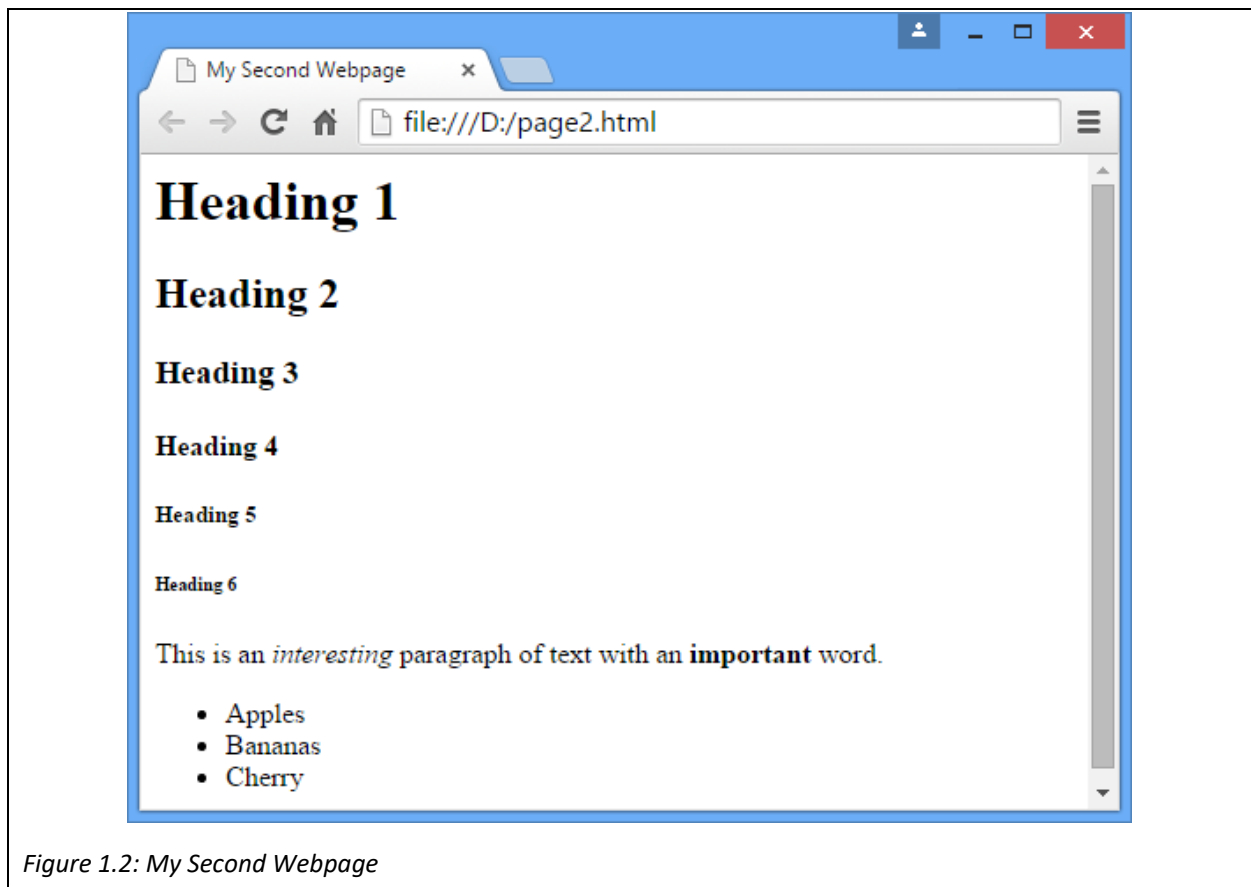 My Second Webpage
file:///D:/page2.html
Heading 1
Heading 2
Heading 3
Heading 4
Heading 5
Heading 6
This is an interesting paragraph of text with an important word.
• Apples
• Bananas
• Cherry
Figure 1.2: My Second Webpage